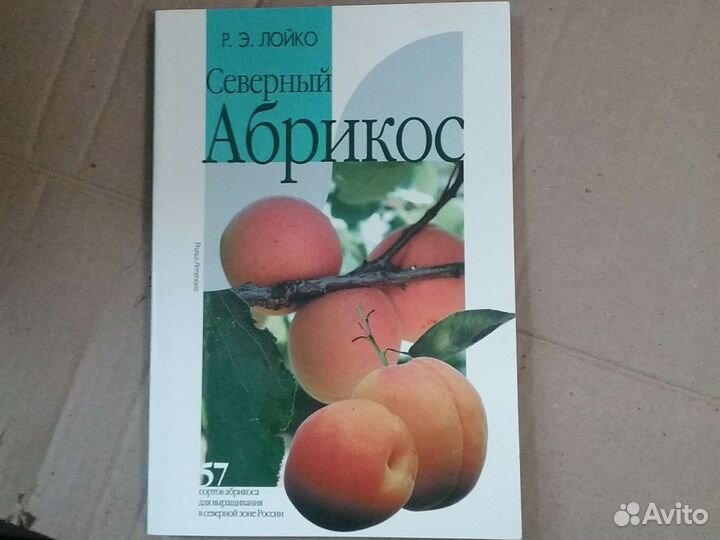 Р. Э. ЛОЙКО
Северный
Абрикос
57
сортов абрикоса
для выращивания
в северной зоне России
Avito